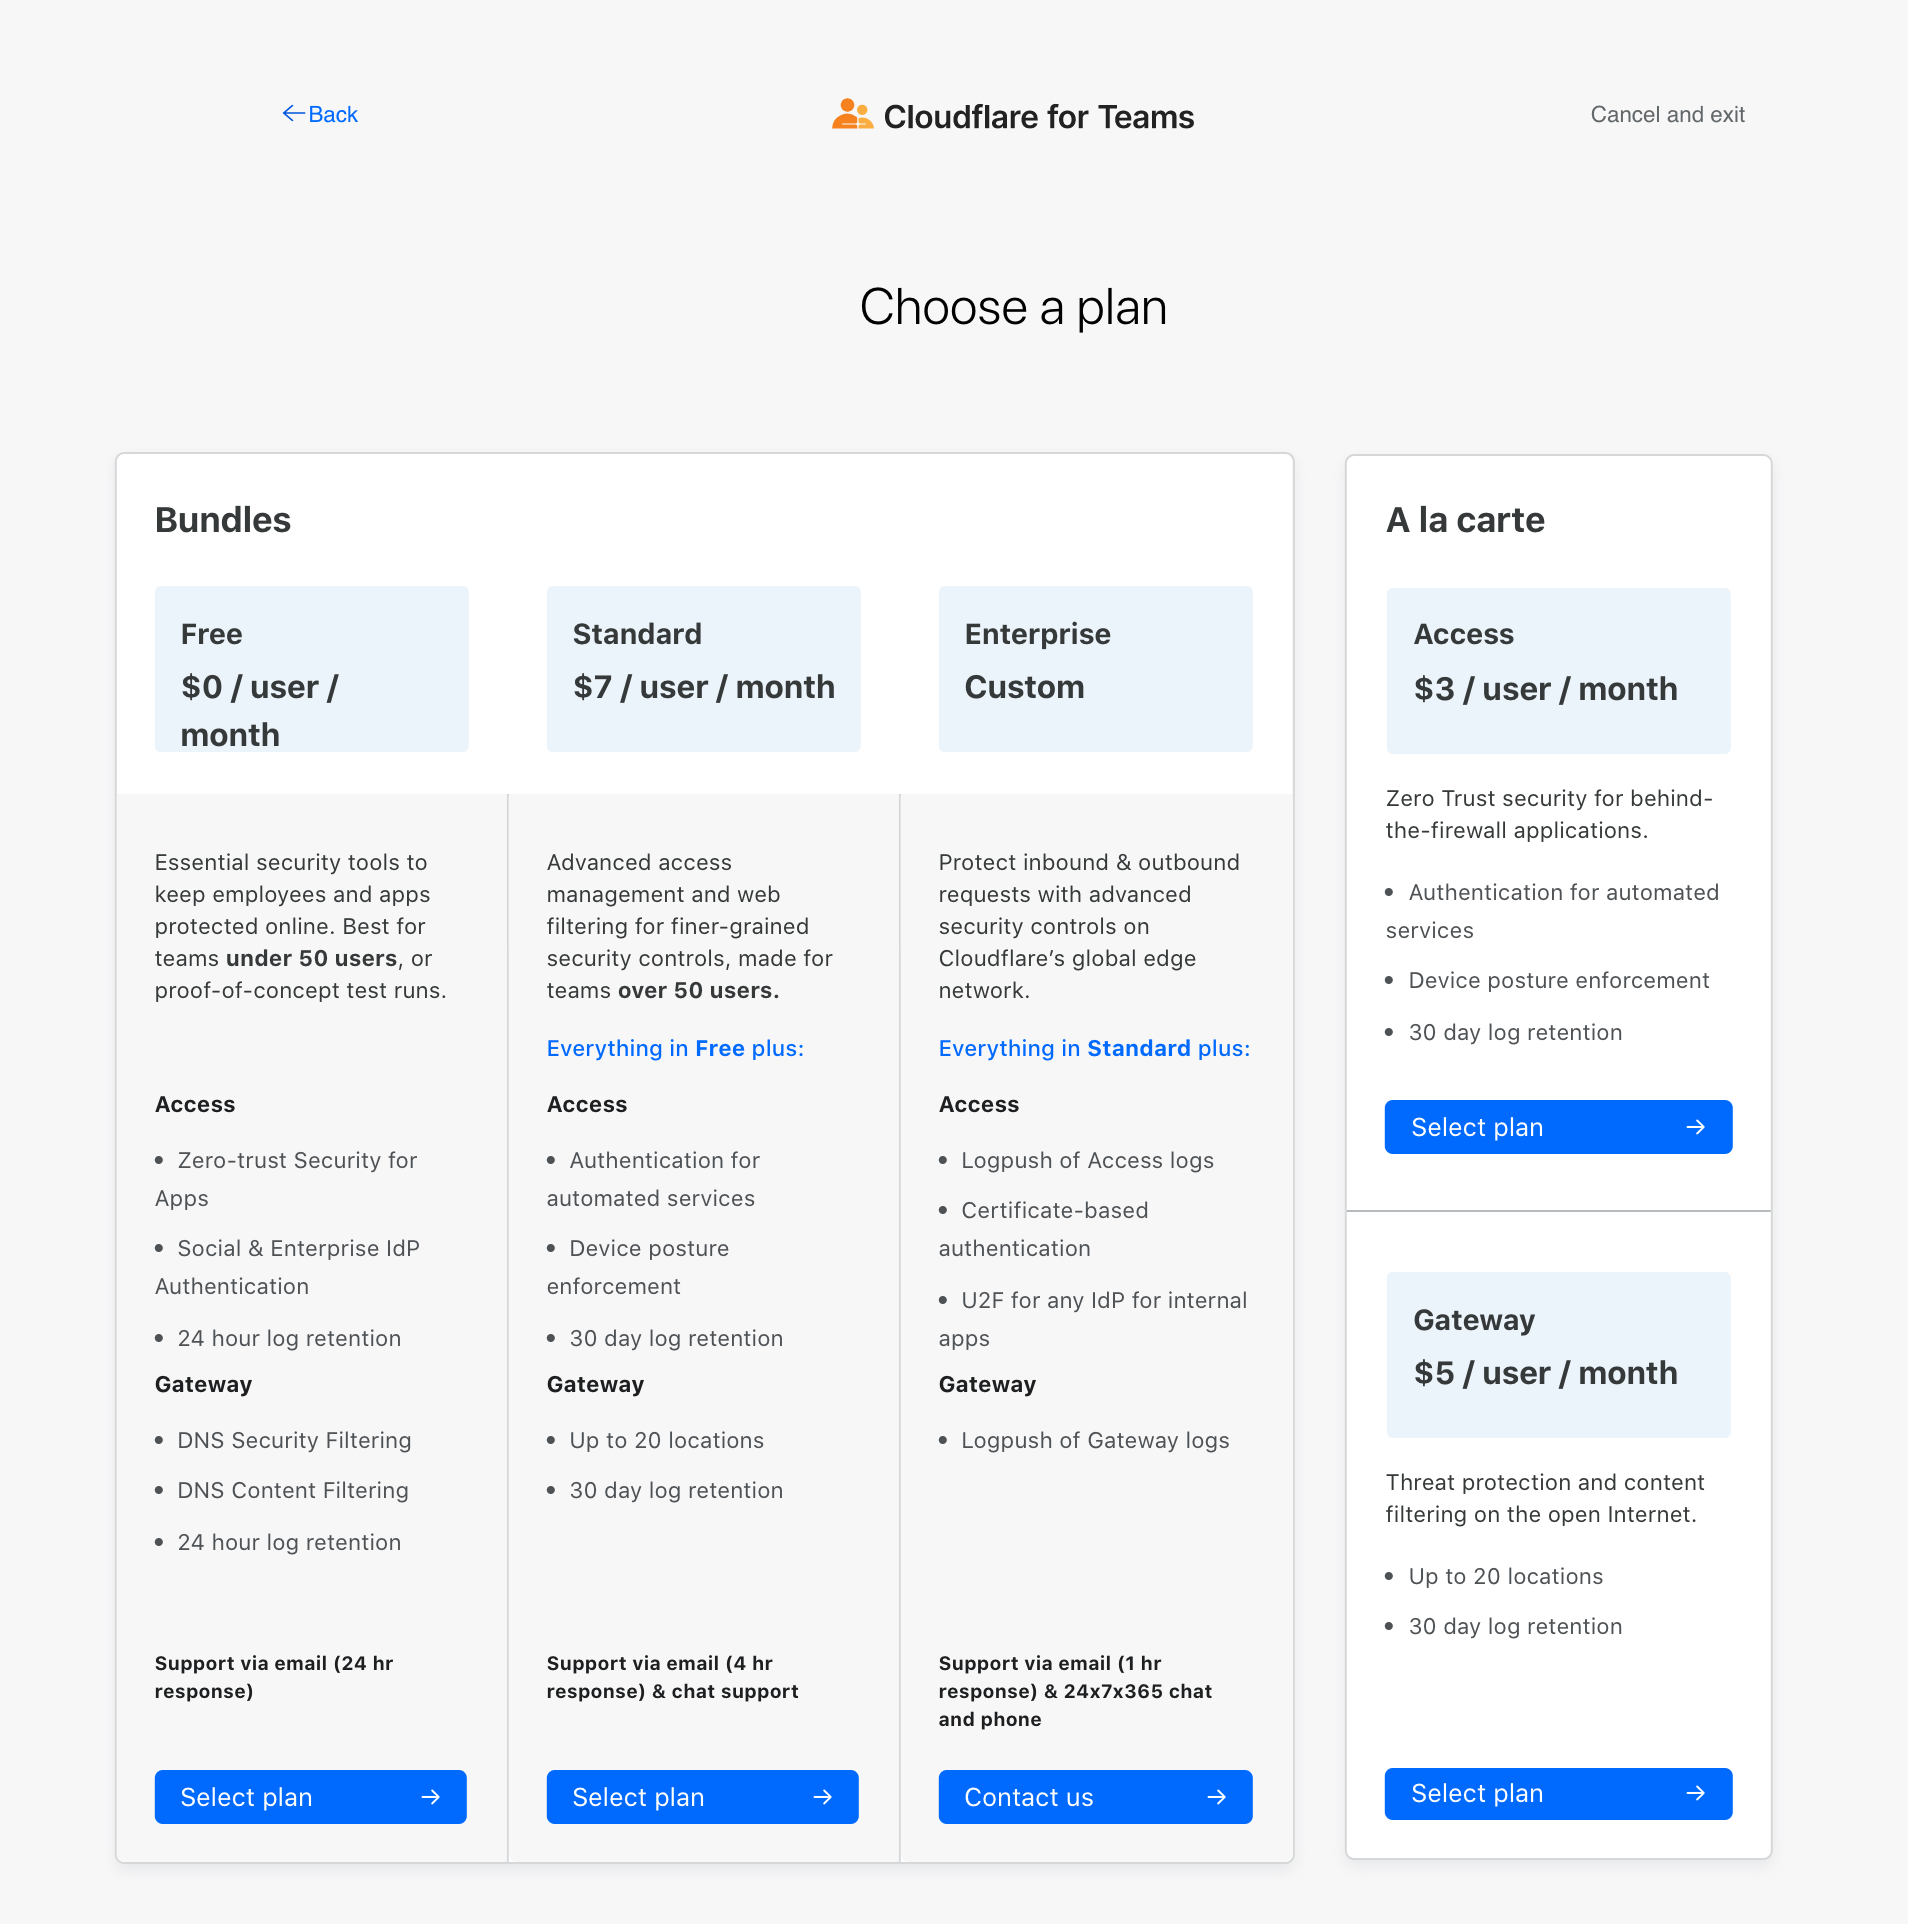 Back
Cloudflare for Teams
Cancel and exit
Choose a plan
Bundles
Free
$0 / user /
month
Essential security tools to
keep employees and apps
protected online. Best for
teams under 50 users, or
proof-of-concept test runs.
Access
• Zero-trust Security for
Apps
• Social & Enterprise IdP
Authentication
• 24 hour log retention
Gateway
• DNS Security Filtering
• DNS Content Filtering
• 24 hour log retention
Support via email (24 hr
response)
Select plan
Standard
$7 / user / month
Advanced access
management and web
filtering for finer-grained
security controls, made for
teams over 50 users.
Everything in Free plus:
Access
• Authentication for
automated services
• Device posture
enforcement
• 30 day log retention
Gateway
• Up to 20 locations
• 30 day log retention
Support via email (4 hr
response) & chat support
Select plan
Enterprise
Custom
Protect inbound & outbound
requests with advanced
security controls on
Cloudflare’s global edge
network.
Everything in Standard plus:
Access
• Logpush of Access logs
• Certificate-based
authentication
• U2F for any IdP for internal
apps
Gateway
• Logpush of Gateway logs
Support via email (1 hr
response) & 24x7x365 chat
and phone
Contact us
A la carte
Access
$3 / user / month
Zero Trust security for behind-
the-firewall applications.
• Authentication for automated
services
• Device posture enforcement
• 30 day log retention
Select plan
Gateway
$5 / user / month
Threat protection and content
filtering on the open Internet.
• Up to 20 locations
• 30 day log retention
Select plan